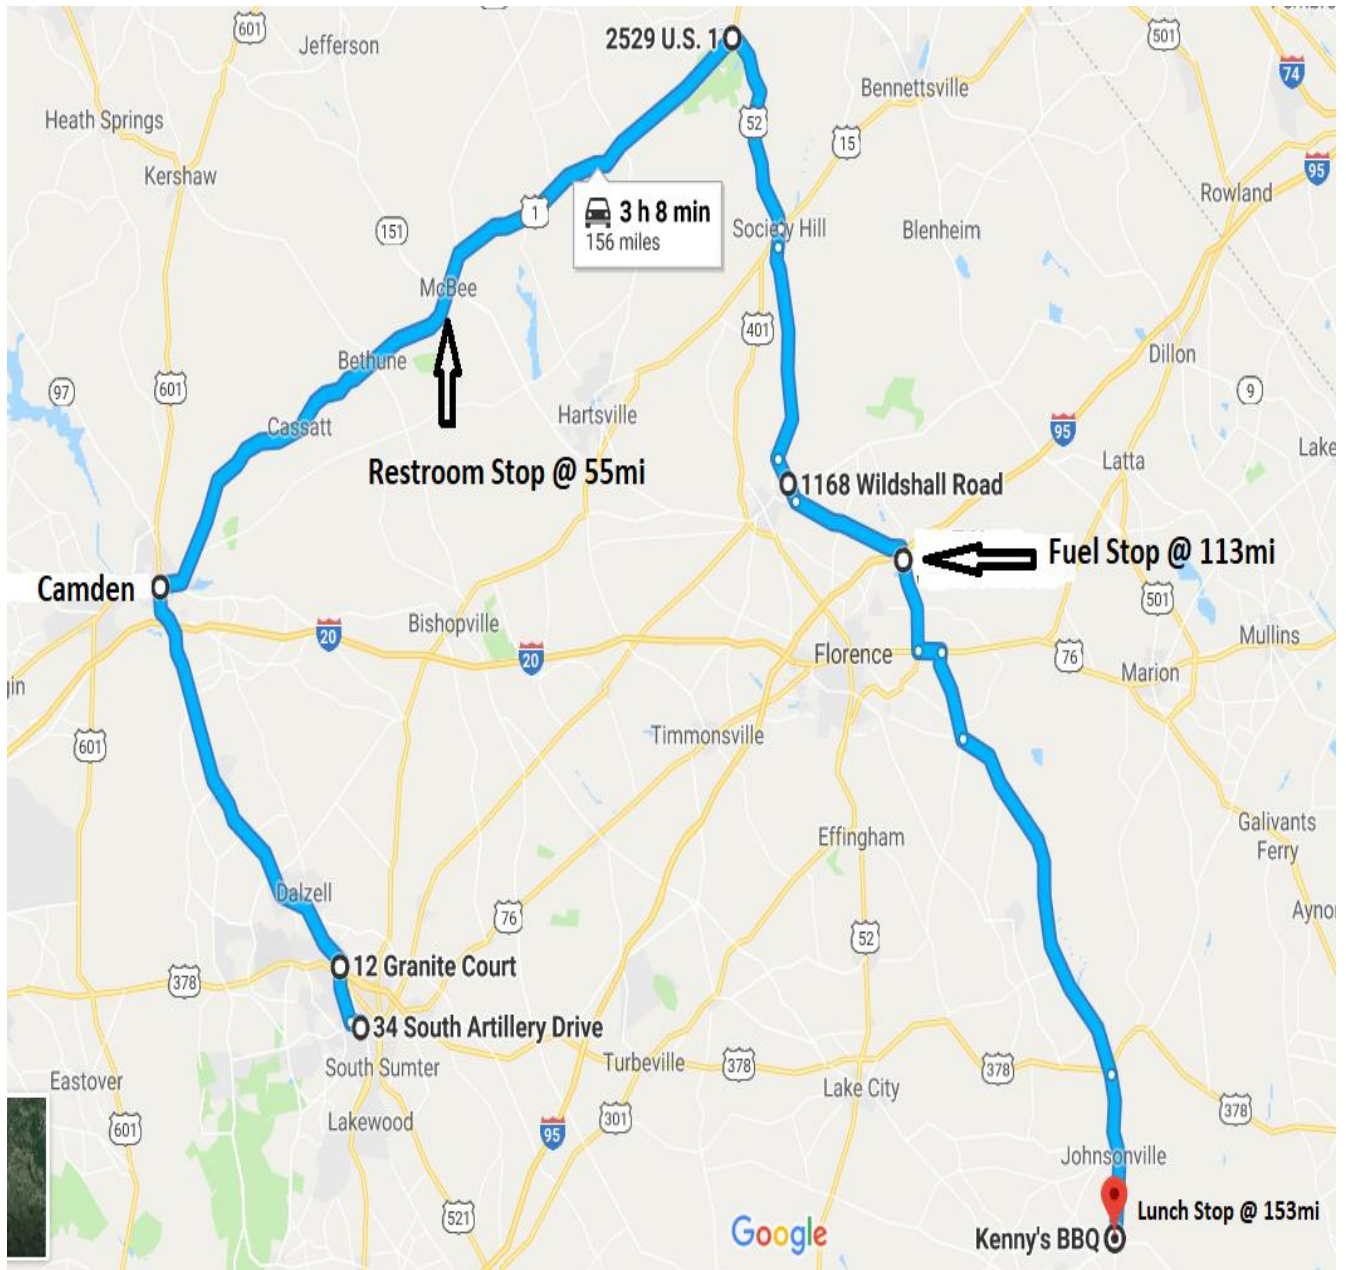 601
Jefferson
2529 U.S. 1
501
74
Bennettsville
Heath Springs
52
15
Kershaw
95
Rowland
1
3 h 8 min
156 miles
151
Society Hill
Blenheim
McBee
401
Dillon
Bethune
97
601
9
Hartsville
Cassatt
95
Lake
Latta
Restroom Stop @ 55mi
1168 Wildshall Road
Fuel Stop @ 113mi
Camden
501
Bishopville
20
20
Mullins
Florence
76
Marion
gin
601
Timmonsville
Galivants
Ferry
Effingham
Dalzell
76
Ayno
52
12 Granite Court
378
34 South Artillery Drive
South Sumter
Turbeville
378
378
Eastover
Lake City
378
Lakewood
301
601
95
Johnsonville
521
Lunch Stop @ 153mi
Google
Kenny's BBQ